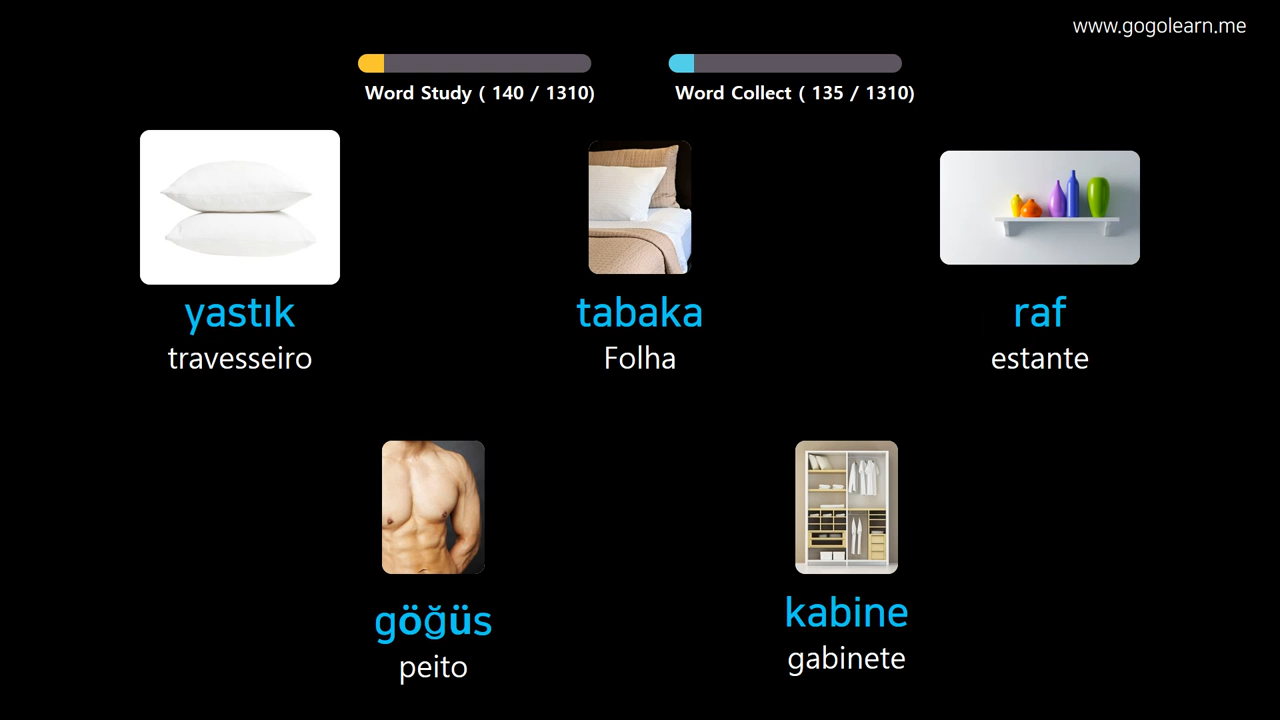 www.gogolearn.me
Word Study ( 140 / 1310)
Word Collect ( 135 / 1310)
yastık
travesseiro
tabaka
Folha
raf
estante
göğüs
peito
kabine
gabinete